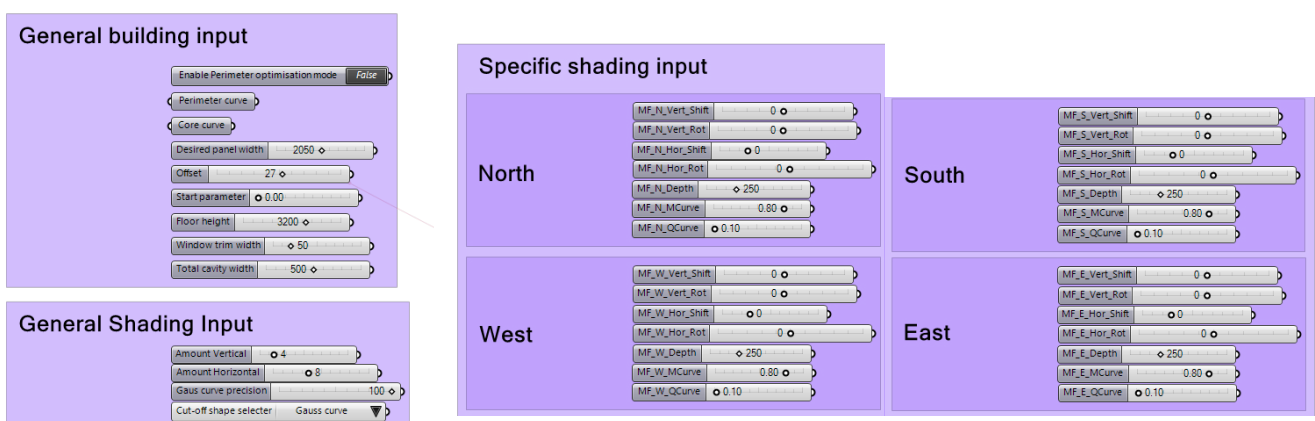 General building input
Enable Perimeter optimisation mode False
Perimeter curve
Core curve
Desired panel width 2050
Offset 27
Start parameter 0.00
Floor height 3200
Window trim width 50
Total cavity width 500
General Shading Input
Amount Vertical 4
Amount Horizontal 8
Gaus curve precision 100
Cut-off shape selecter Gauss curve
Specific shading input
North
MF_N_Vert_Shift 0
MF_N_Vert_Rot 0
MF_N_Hor_Shift 0
MF_N_Hor_Rot 0
MF_N_Depth 250
MF_N_MCurve 0.80
MF_N_QCurve 0.10
South
MF_S_Vert_Shift 0
MF_S_Vert_Rot 0
MF_S_Hor_Shift 0
MF_S_Hor_Rot 0
MF_S_Depth 250
MF_S_MCurve 0.80
MF_S_QCurve 0.10
West
MF_W_Vert_Shift 0
MF_W_Vert_Rot 0
MF_W_Hor_Shift 0
MF_W_Hor_Rot 0
MF_W_Depth 250
MF_W_MCurve 0.80
MF_W_QCurve 0.10
East
MF_E_Vert_Shift 0
MF_E_Vert_Rot 0
MF_E_Hor_Shift 0
MF_E_Hor_Rot 0
MF_E_Depth 250
MF_E_MCurve 0.80
MF_E_QCurve 0.10